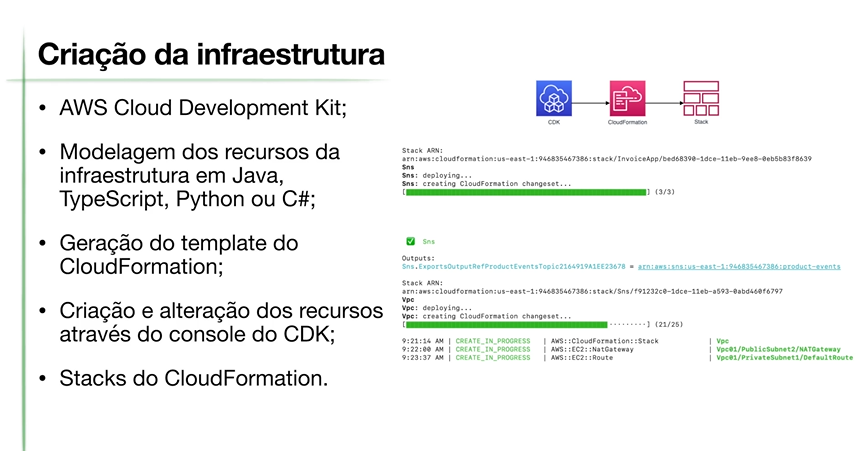 Criação da infraestrutura
• AWS Cloud Development Kit;
• Modelagem dos recursos da
infraestrutura em Java,
TypeScript, Python ou C#;
• Geração do template do
CloudFormation;
• Criação e alteração dos recursos
através do console do CDK;
• Stacks do CloudFormation.
CDK
CloudFormation
Stack
Stack ARN:
arn:aws:cloudformation:us-east-1:946835467386:stack/InvoiceApp/bed68390-1dce-11eb-9ee8-0eb5b83f8639
Sns
Sns: deploying...
Sns: creating CloudFormation changeset...
[] (3/3)
✅ Sns
Outputs:
Sns.ExportsOutputRefProductEventsTopic2164919A1EE23678 = arn:aws:sns:us-east-1:946835467386:product-events
Stack ARN:
arn:aws:cloudformation:us-east-1:946835467386:stack/Sns/f91232c0-1dce-11eb-a593-0abd460f6797
Vpc
Vpc: deploying...
Vpc: creating CloudFormation changeset...
[·········] (21/25)
9:21:14 AM | CREATE_IN_PROGRESS | AWS::CloudFormation::Stack | Vpc
9:22:00 AM | CREATE_IN_PROGRESS | AWS::EC2::NatGateway | Vpc01/PublicSubnet2/NATGateway
9:23:37 AM | CREATE_IN_PROGRESS | AWS::EC2::Route | Vpc01/PrivateSubnet1/DefaultRoute